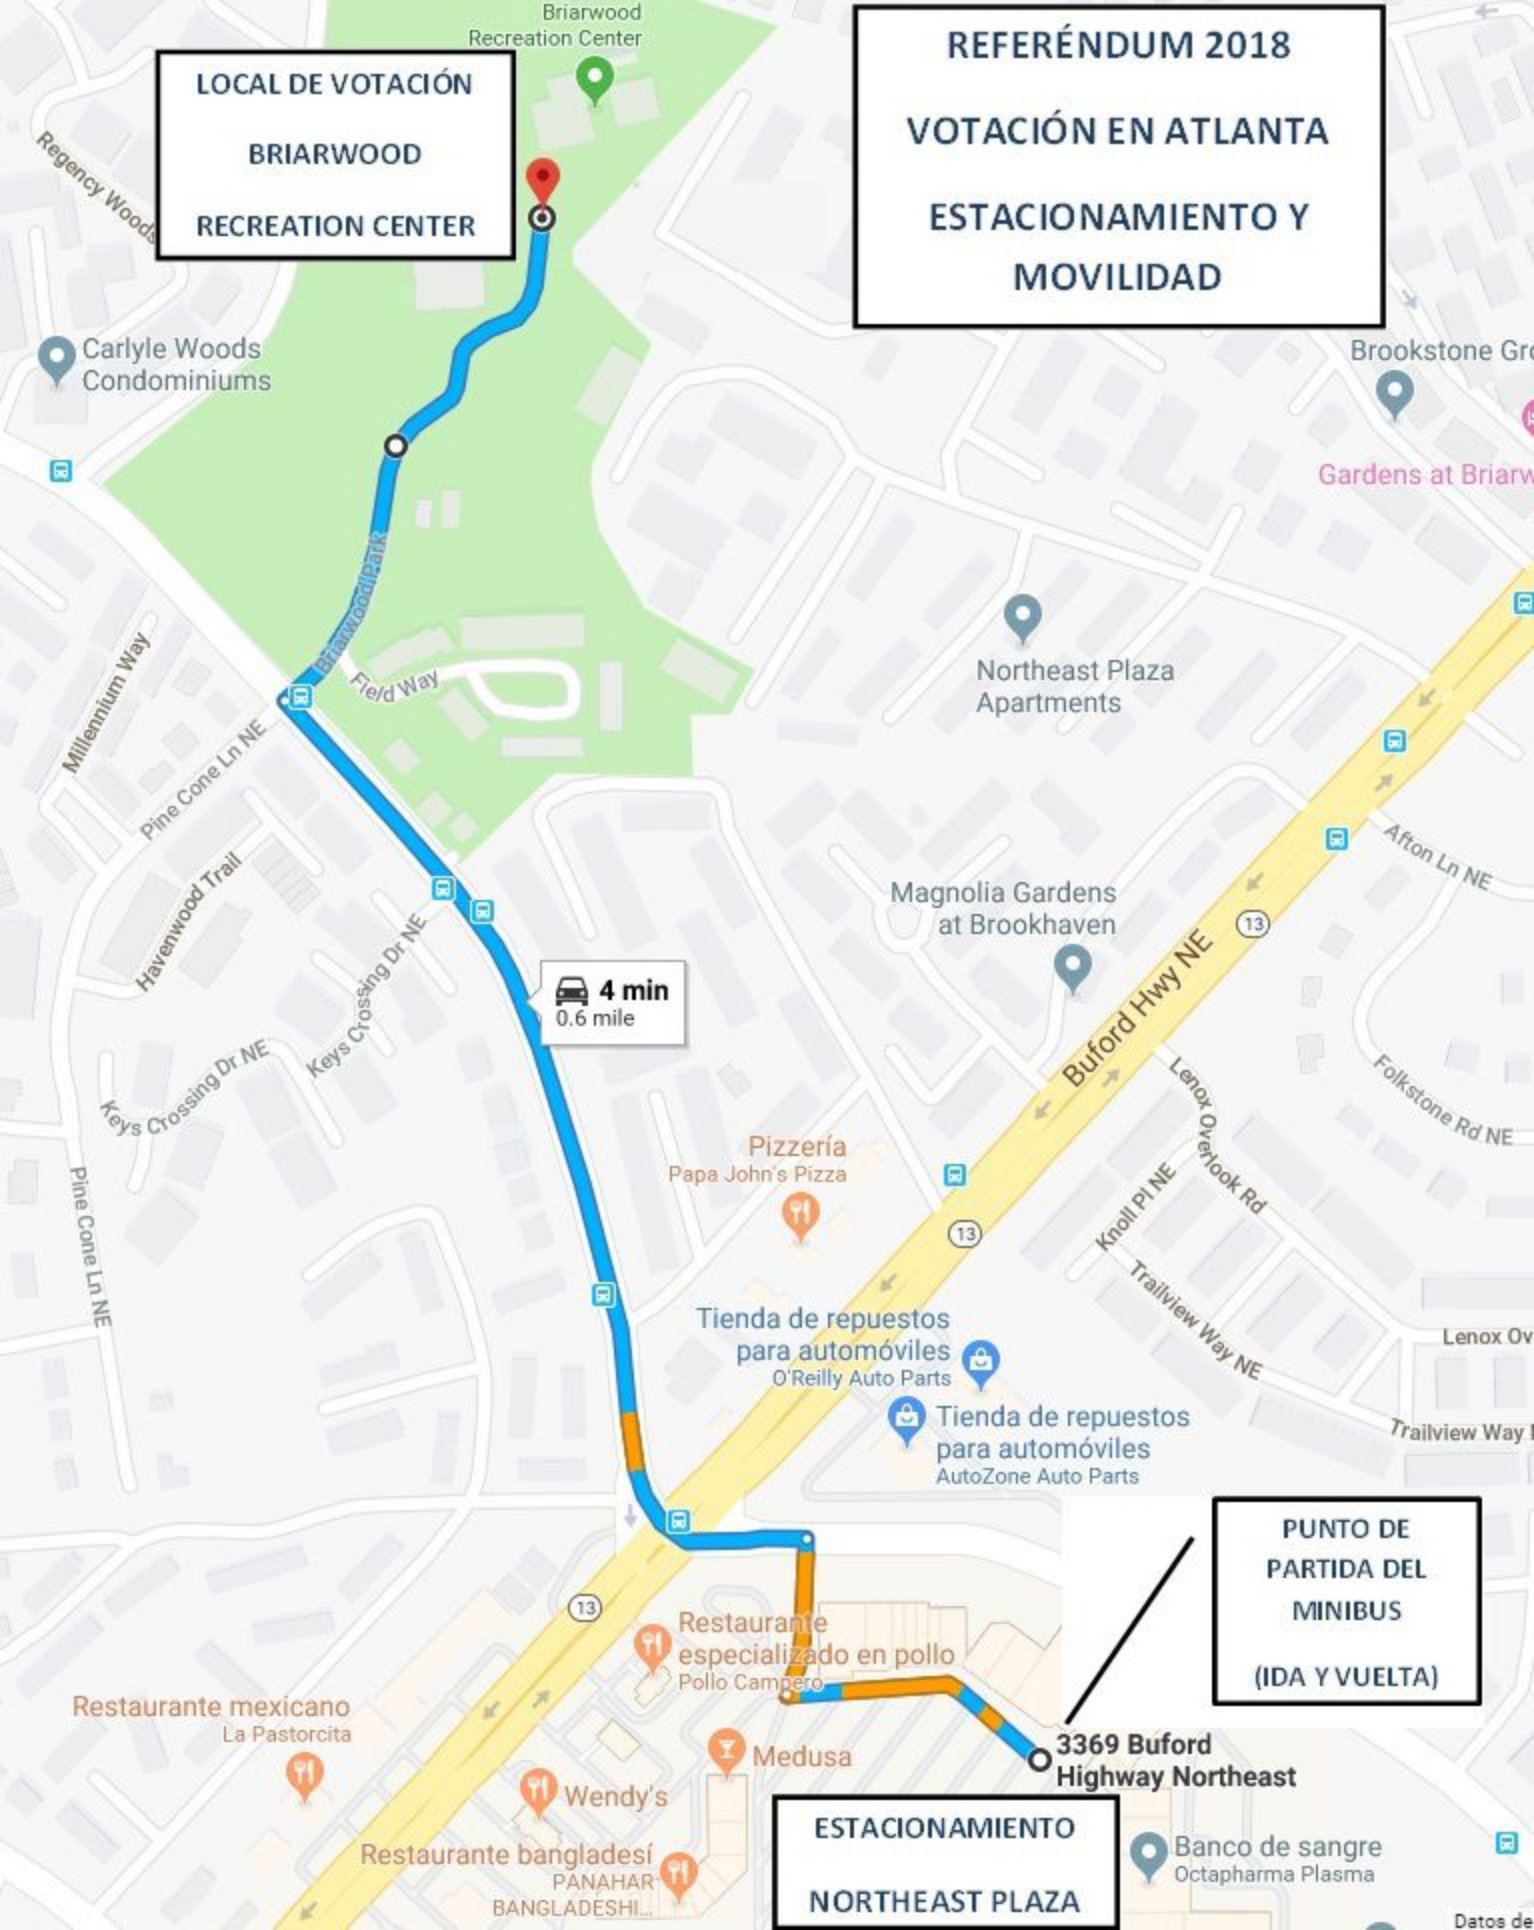 Briarwood
Recreation Center
LOCAL DE VOTACIÓN
BRIARWOOD
RECREATION CENTER
REFERÉNDUM 2018
VOTACIÓN EN ATLANTA
ESTACIONAMIENTO Y
MOVILIDAD
Regency Woods
Carlyle Woods
Condominiums
Brookstone
Gardens at
Briarwood Park
Field Way
Millennium Way
Pine Cone Ln NE
Northeast Plaza
Apartments
Havenwood Trail
Keys Crossing Dr NE
Keys Crossing Dr NE
Magnolia Gardens
at Brookhaven
Afton Ln NE
13
Buford Hwy NE
4 min
0.6 mile
Folkstone Rd NE
Lenox Overlook Rd
Knoll Pl NE
Pizzería
Papa John's Pizza
13
Pine Cone Ln NE
Trailview Way NE
Tienda de repuestos
para automóviles
O'Reilly Auto Parts
Lenox Ov
Tienda de repuestos
para automóviles
AutoZone Auto Parts
Trailview Way
PUNTO DE
PARTIDA DEL
MINIBUS
(IDA Y VUELTA)
13
Restaurante
especializado en pollo
Pollo Campero
Restaurante mexicano
La Pastorcita
Medusa
3369 Buford
Highway Northeast
Wendy's
ESTACIONAMIENTO
NORTHEAST PLAZA
Restaurante bangladesí
PANAHAR
BANGLADESHI...
Banco de sangre
Octapharma Plasma
Datos de